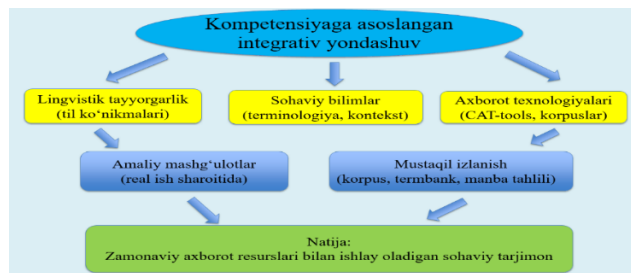 Kompetensiyaga asoslangan
integrativ yondashuv
Lingvistik tayyorgarlik
(til ko‘nikmalari)
Sohaviy bilimlar
(terminologiya, kontekst)
Axborot texnologiyalari
(CAT-tools, korpuslar)
Amaliy mashg‘ulotlar
(real ish sharoitida)
Mustaqil izlanish
(korpus, termbank, manba tahlili)
Natija:
Zamonaviy axborot resurslari bilan ishlay oladigan sohaviy tarjimon